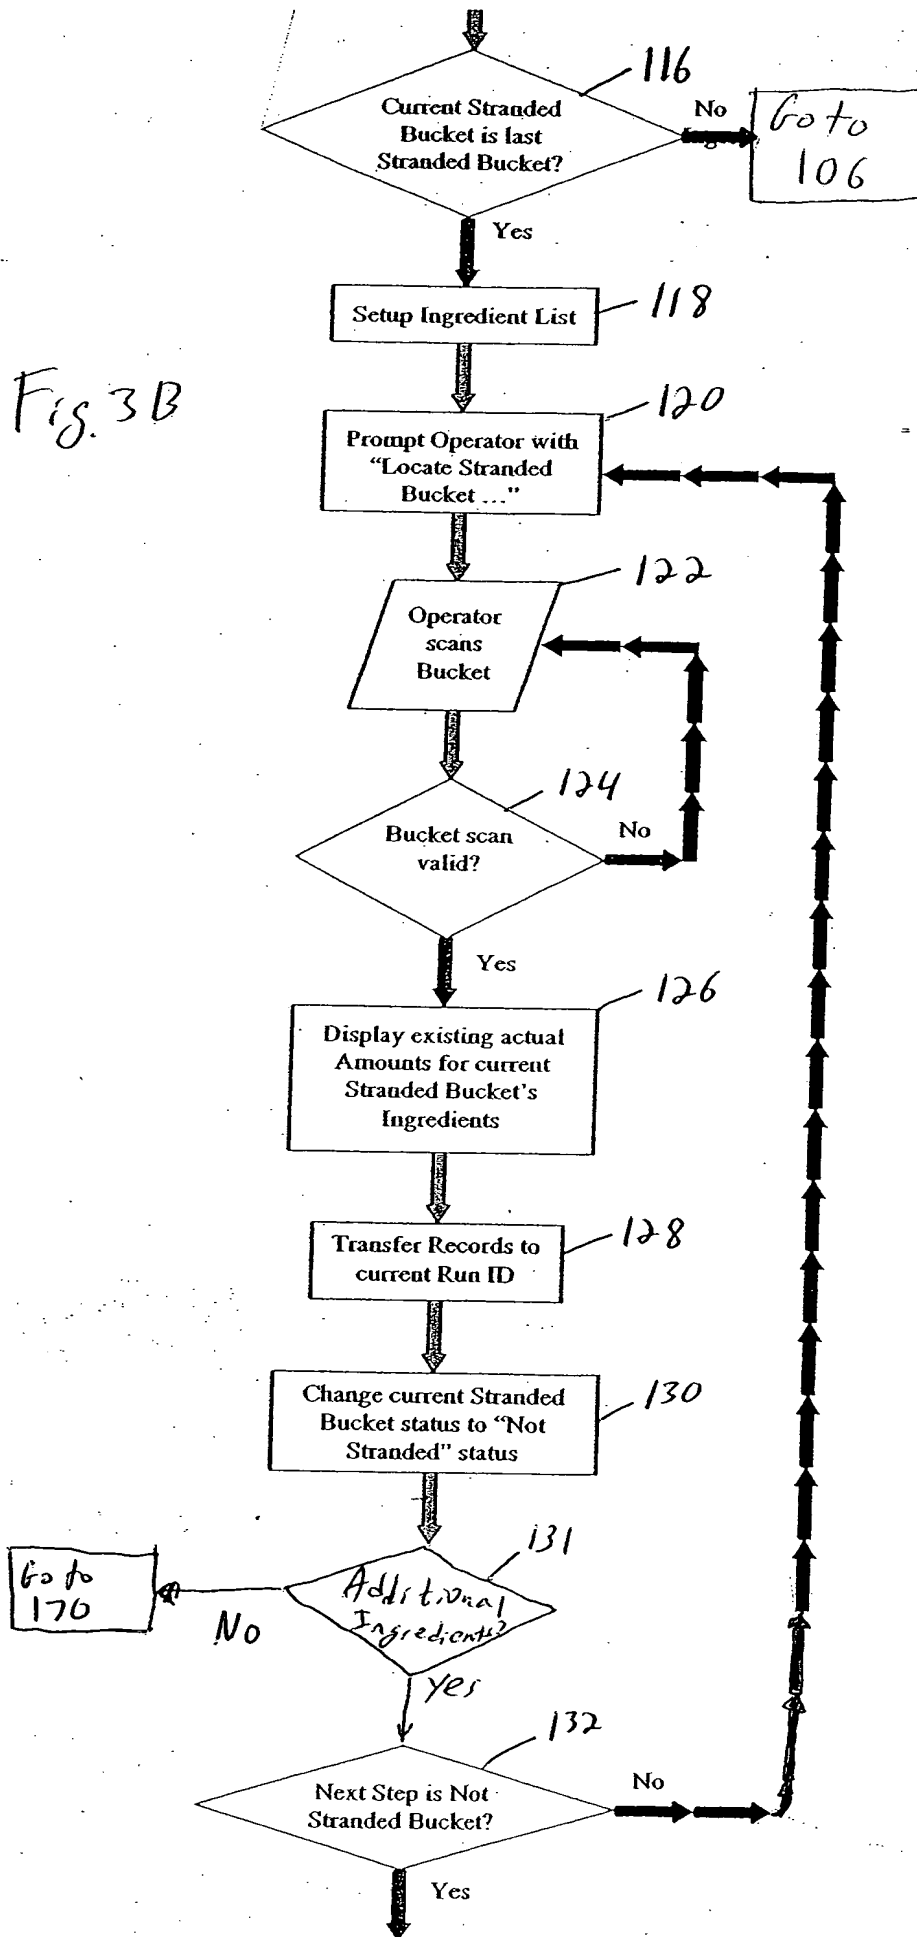 116
Current Stranded
Bucket is last
Stranded Bucket?
No
Go to
106
Yes
Setup Ingredient List
118
Fig. 3B
120
Prompt Operator with
“Locate Stranded
Bucket ...”
122
Operator
scans
Bucket
124
Bucket scan
valid?
No
Yes
126
Display existing actual
Amounts for current
Stranded Bucket's
Ingredients
Transfer Records to
current Run ID
128
Change current Stranded
Bucket status to “Not
Stranded” status
130
131
Additional
Ingredients?
Go to
170
No
Yes
132
Next Step is Not
Stranded Bucket?
No
Yes